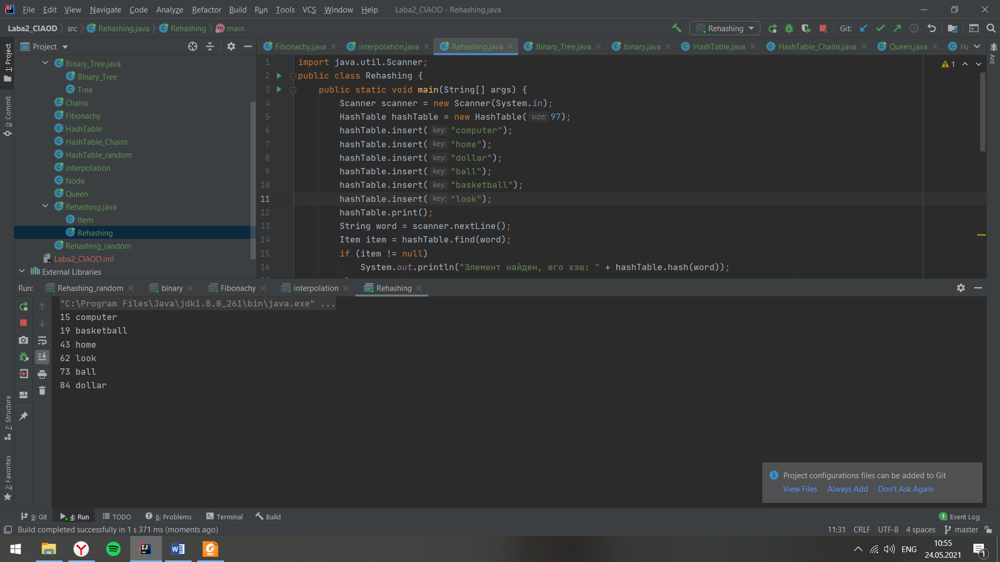 File Edit View Navigate Code Analyze Refactor Build Run Tools VCS Window Help Laba2_CIAOD - Rehashing.java
Laba2_CIAOD src Rehashing.java Rehashing main Rehashing Git:
Project
Fibonachy.java interpolation.java Rehashing.java Binary_Tree.java binary.java HashTable.java HashTable_Chains.java Queen.java Ha
1: Project
0: Commit
7: Structure
2: Favorites
Ant
Binary_Tree.java
Binary_Tree
Tree
Chains
Fibonachy
HashTable
HashTable_Chains
HashTable_random
interpolation
Node
Queen
Rehashing.java
Item
Rehashing
Rehashing_random
Laba2_CIAOD.iml
External Libraries
1 import java.util.Scanner;
2 public class Rehashing {
3 public static void main(String[] args) {
4 Scanner scanner = new Scanner(System.in);
5 HashTable hashTable = new HashTable( size: 97);
6 hashTable.insert( key: "computer");
7 hashTable.insert( key: "home");
8 hashTable.insert( key: "dollar");
9 hashTable.insert( key: "ball");
10 hashTable.insert( key: "basketball");
11 hashTable.insert( key: "look");
12 hashTable.print();
13 String word = scanner.nextLine();
14 Item item = hashTable.find(word);
15 if (item != null)
16 System.out.println("Элемент найден, его хэш: " + hashTable.hash(word));
1
Run: Rehashing_random binary Fibonachy interpolation Rehashing
"C:\Program Files\Java\jdk1.8.0_261\bin\java.exe" ...
15 computer
19 basketball
43 home
62 look
73 ball
84 dollar
Project configurations files can be added to Git
View Files Always Add Don't Ask Again
9: Git 4: Run TODO 6: Problems Terminal Build 1 Event Log
Build completed successfully in 1 s 371 ms (moments ago) 11:31 CRLF UTF-8 4 spaces master
ENG 10:55
24.05.2021
1